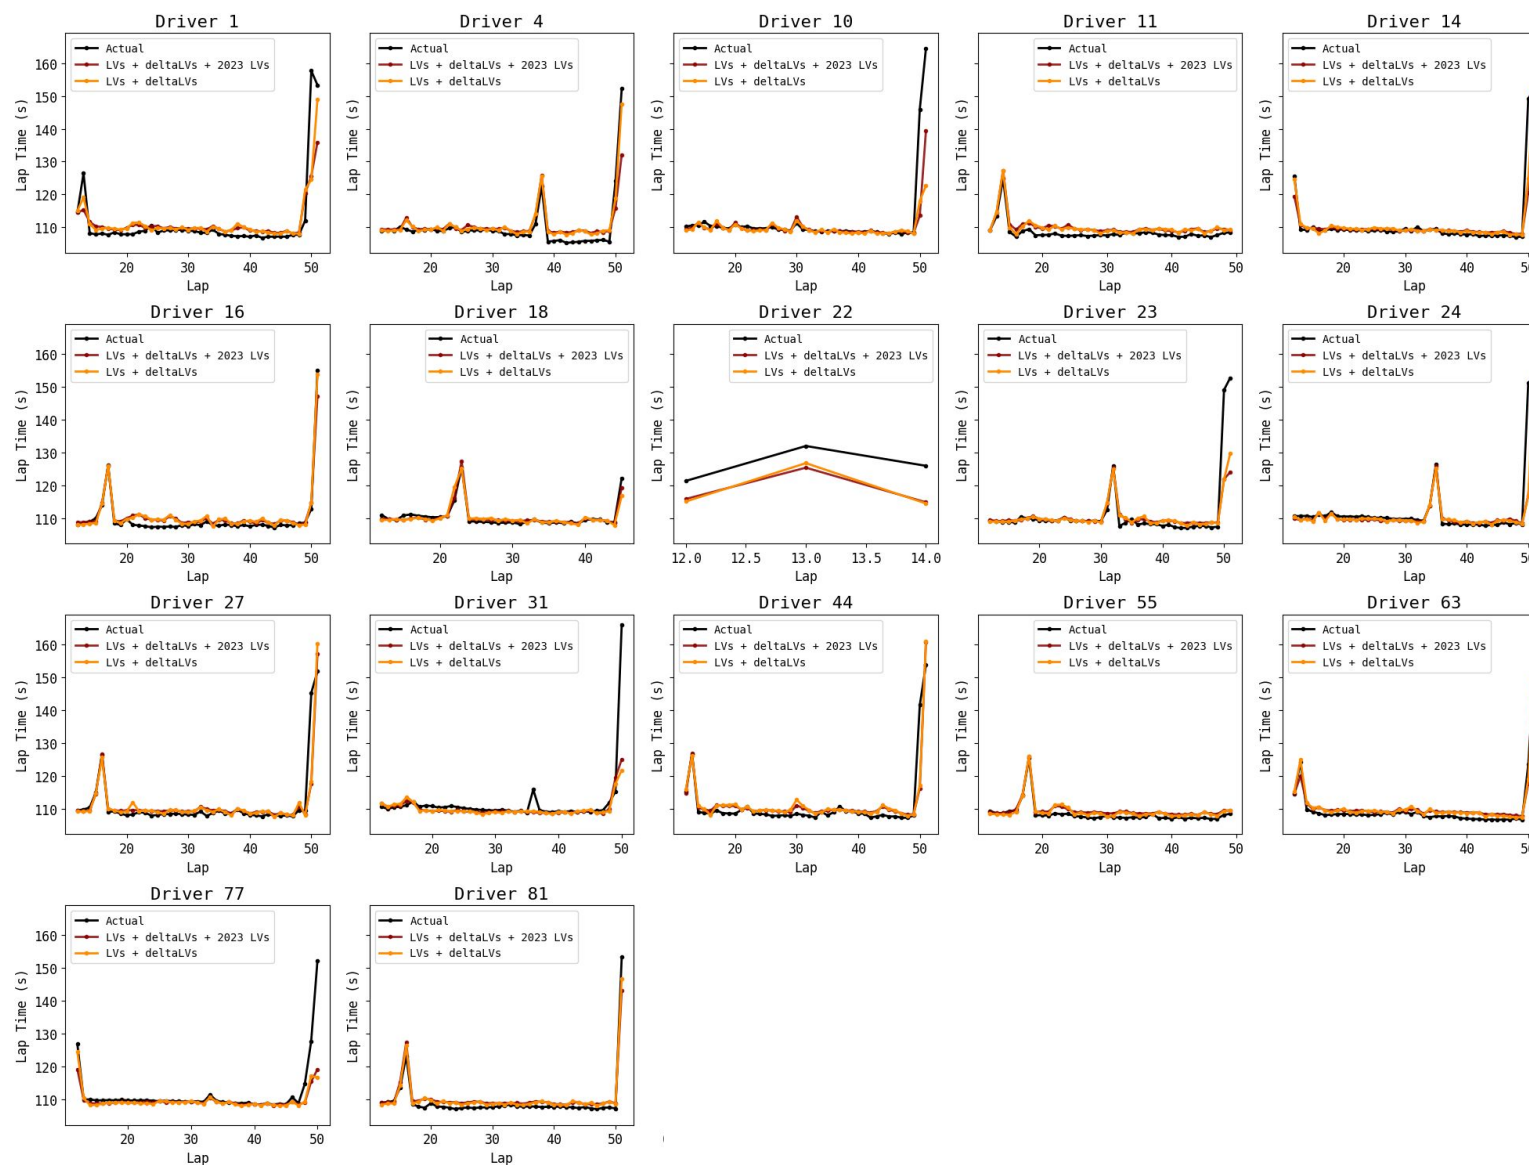 Driver 1
Actual
LVs + deltaLVs + 2023 LVs
LVs + deltaLVs
Lap Time (s)
160
150
140
130
120
110
20 30 40 50
Lap
Driver 4
Actual
LVs + deltaLVs + 2023 LVs
LVs + deltaLVs
Lap Time (s)
20 30 40 50
Lap
Driver 10
Actual
LVs + deltaLVs + 2023 LVs
LVs + deltaLVs
Lap Time (s)
20 30 40 50
Lap
Driver 11
Actual
LVs + deltaLVs + 2023 LVs
LVs + deltaLVs
Lap Time (s)
20 30 40 50
Lap
Driver 14
Actual
LVs + deltaLVs + 2023 LVs
LVs + deltaLVs
Lap Time (s)
20 30 40 50
Lap
Driver 16
Actual
LVs + deltaLVs + 2023 LVs
LVs + deltaLVs
Lap Time (s)
160
150
140
130
120
110
20 30 40 50
Lap
Driver 18
Actual
LVs + deltaLVs + 2023 LVs
LVs + deltaLVs
Lap Time (s)
20 30 40
Lap
Driver 22
Actual
LVs + deltaLVs + 2023 LVs
LVs + deltaLVs
Lap Time (s)
12.0 12.5 13.0 13.5 14.0
Lap
Driver 23
Actual
LVs + deltaLVs + 2023 LVs
LVs + deltaLVs
Lap Time (s)
20 30 40 50
Lap
Driver 24
Actual
LVs + deltaLVs + 2023 LVs
LVs + deltaLVs
Lap Time (s)
20 30 40 50
Lap
Driver 27
Actual
LVs + deltaLVs + 2023 LVs
LVs + deltaLVs
Lap Time (s)
160
150
140
130
120
110
20 30 40 50
Lap
Driver 31
Actual
LVs + deltaLVs + 2023 LVs
LVs + deltaLVs
Lap Time (s)
20 30 40 50
Lap
Driver 44
Actual
LVs + deltaLVs + 2023 LVs
LVs + deltaLVs
Lap Time (s)
20 30 40 50
Lap
Driver 55
Actual
LVs + deltaLVs + 2023 LVs
LVs + deltaLVs
Lap Time (s)
20 30 40 50
Lap
Driver 63
Actual
LVs + deltaLVs + 2023 LVs
LVs + deltaLVs
Lap Time (s)
20 30 40 50
Lap
Driver 77
Actual
LVs + deltaLVs + 2023 LVs
LVs + deltaLVs
Lap Time (s)
160
150
140
130
120
110
20 30 40 50
Lap
Driver 81
Actual
LVs + deltaLVs + 2023 LVs
LVs + deltaLVs
Lap Time (s)
20 30 40 50
Lap